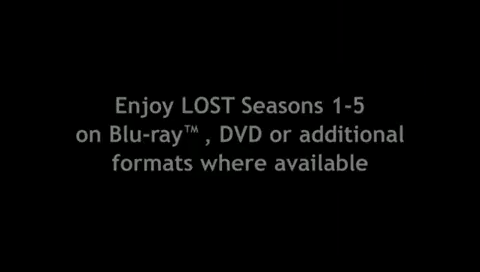 Enjoy LOST Seasons 1-5
on Blu-ray™ , DVD or additional
formats where available